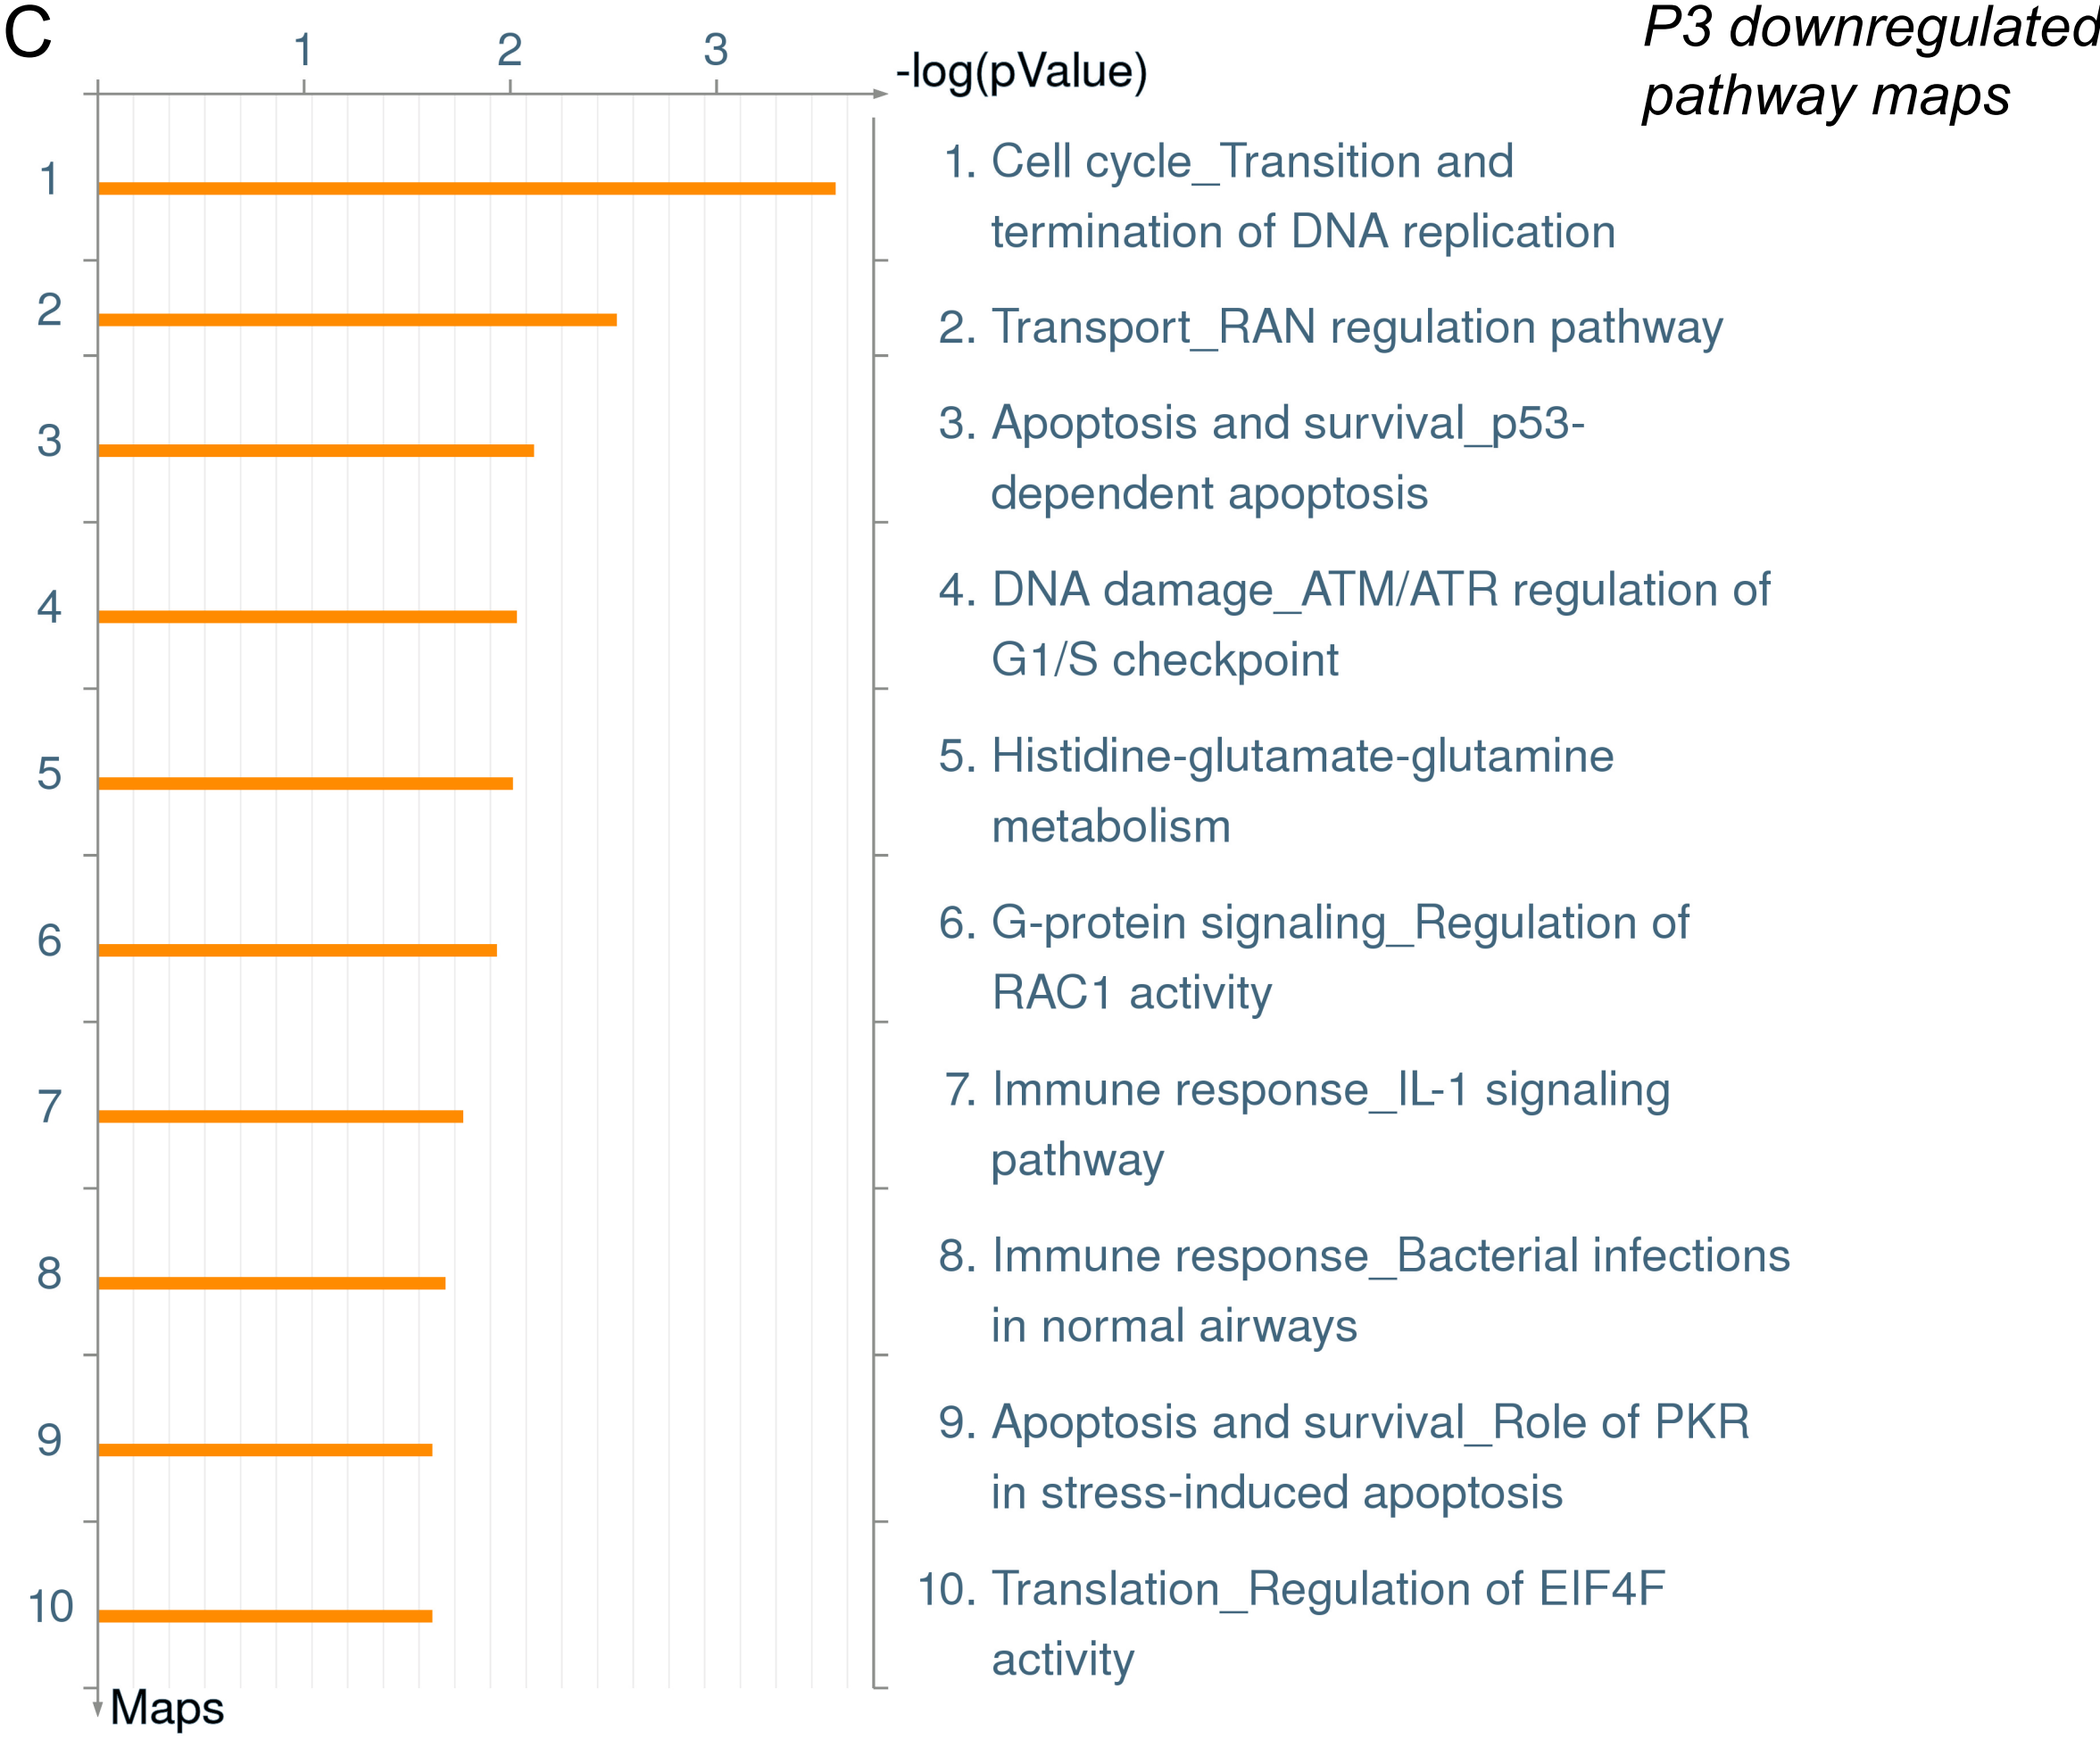 C
P3 downregulated
pathway maps
1 2 3
-log(pValue)
1
1. Cell cycle_Transition and
termination of DNA replication
2
2. Transport_RAN regulation pathway
3
3. Apoptosis and survival_p53-
dependent apoptosis
4
4. DNA damage_ATM/ATR regulation of
G1/S checkpoint
5
5. Histidine-glutamate-glutamine
metabolism
6
6. G-protein signaling_Regulation of
RAC1 activity
7
7. Immune response_IL-1 signaling
pathway
8
8. Immune response_Bacterial infections
in normal airways
9
9. Apoptosis and survival_Role of PKR
in stress-induced apoptosis
10
10. Translation_Regulation of EIF4F
activity
Maps